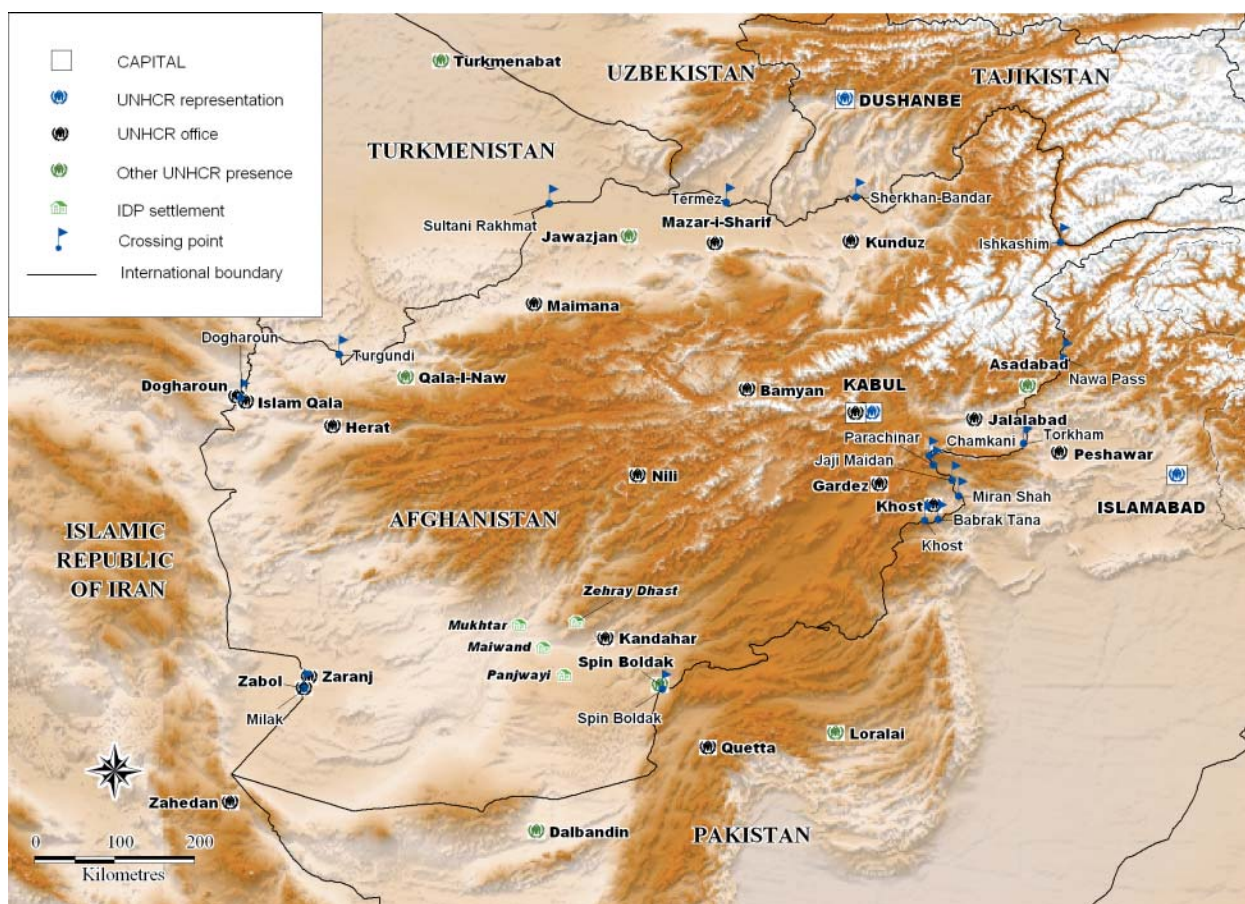 CAPITAL
UNHCR representation
UNHCR office
Other UNHCR presence
IDP settlement
Crossing point
International boundary
Turkmenabat
UZBEKISTAN
TAJIKISTAN
DUSHANBE
TURKMENISTAN
Termez
Sherkhan-Bandar
Sultani Rakhmat
Mazar-i-Sharif
Jawazjan
Kunduz
Ishkashim
Maimana
Dogharoun
Turgundi
Asadabad
Nawa Pass
Qala-I-Naw
Dogharoun
Islam Qala
Bamyan
KABUL
Herat
Jalalabad
Parachinar
Chamkani
Torkham
Peshawar
Jaji Maidan
Nili
Gardez
Miran Shah
ISLAMABAD
Khost
AFGHANISTAN
Babrak Tana
Khost
ISLAMIC
REPUBLIC
OF IRAN
Zehray Dhast
Mukhtar
Kandahar
Maiwand
Spin Boldak
Panjwayi
Zabol
Zaranj
Milak
Spin Boldak
Loralai
Quetta
Zahedan
Dalbandin
PAKISTAN
0 100 200
Kilometres